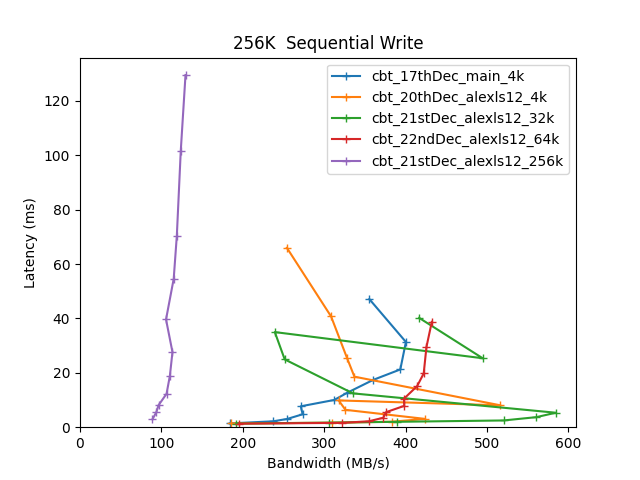 256K  Sequential Write
cbt_17thDec_main_4k
cbt_20thDec_alexls12_4k
cbt_21stDec_alexls12_32k
cbt_22ndDec_alexls12_64k
cbt_21stDec_alexls12_256k
Latency (ms)
120
100
80
60
40
20
0
0 100 200 300 400 500 600
Bandwidth (MB/s)